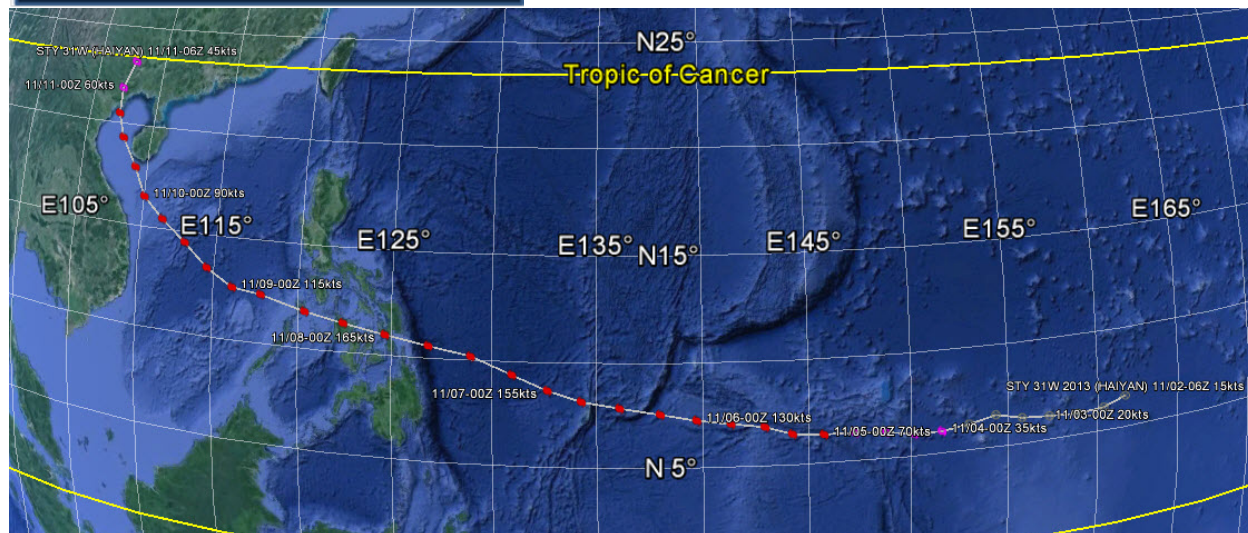 N25°
STY 31W (HAIYAN) 11/11-06Z 45kts
Tropic of Cancer
11/11-00Z 60kts
11/10-00Z 90kts
E105°
E115°
E125°
E135°
N15°
E145°
E155°
E165°
11/09-00Z 115kts
11/08-00Z 165kts
11/07-00Z 155kts
STY 31W 2013 (HAIYAN) 11/02-06Z 15kts
11/06-00Z 130kts
11/05-00Z 70kts
11/04-00Z 35kts
11/03-00Z 20kts
N 5°